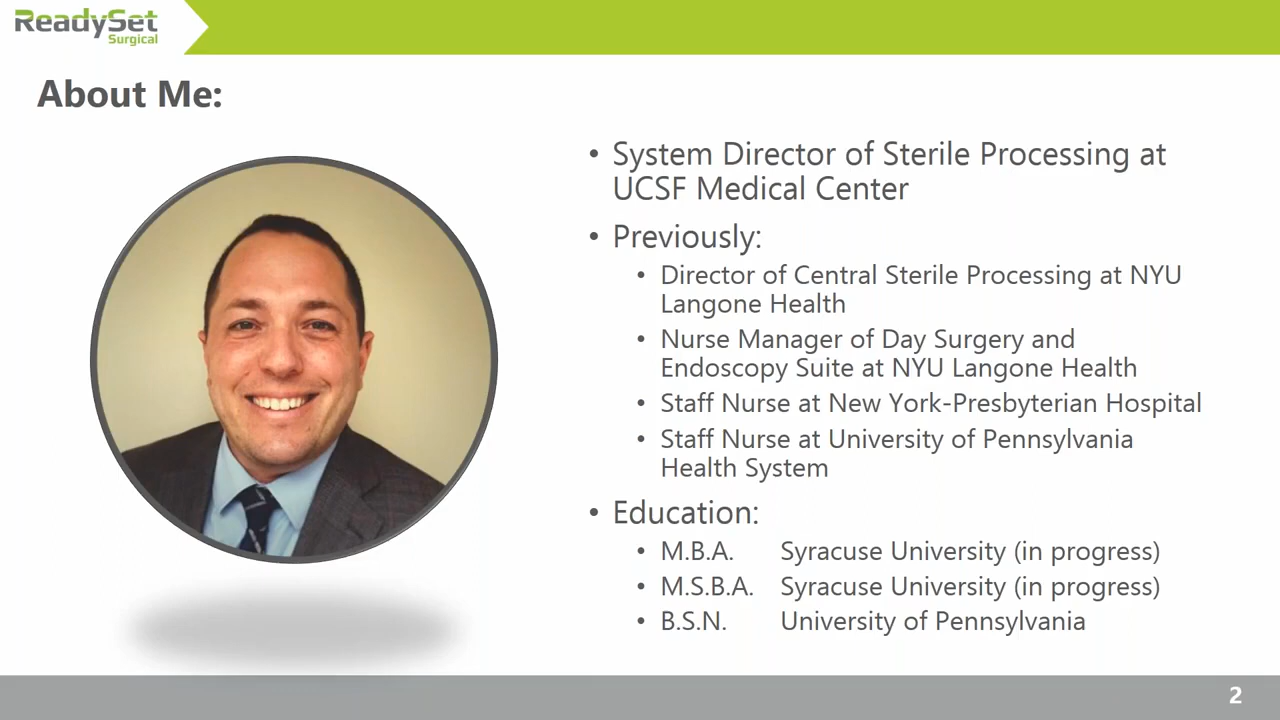 ReadySet
Surgical
About Me:
• System Director of Sterile Processing at
UCSF Medical Center
• Previously:
• Director of Central Sterile Processing at NYU
Langone Health
• Nurse Manager of Day Surgery and
Endoscopy Suite at NYU Langone Health
• Staff Nurse at New York-Presbyterian Hospital
• Staff Nurse at University of Pennsylvania
Health System
• Education:
• M.B.A. Syracuse University (in progress)
• M.S.B.A. Syracuse University (in progress)
• B.S.N. University of Pennsylvania
2